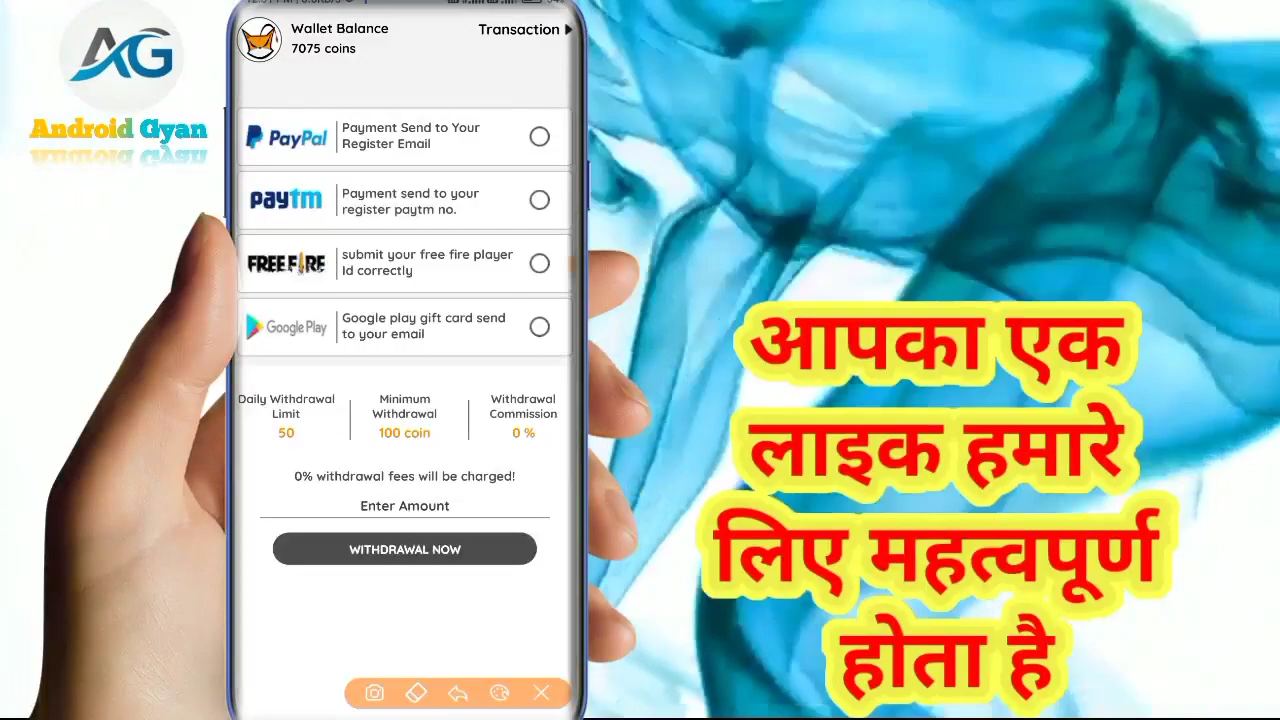 AG
Android Gyan
Wallet Balance
7075 coins
Transaction
PayPal
Payment Send to Your
Register Email
paytm
Payment send to your
register paytm no.
FREE FIRE
submit your free fire player
Id correctly
Google Play
Google play gift card send
to your email
Daily Withdrawal
Limit
50
Minimum
Withdrawal
100 coin
Withdrawal
Commission
0 %
0% withdrawal fees will be charged!
Enter Amount
WITHDRAWAL NOW
आपका एक
लाइक हमारे
लिए महत्वपूर्ण
होता है